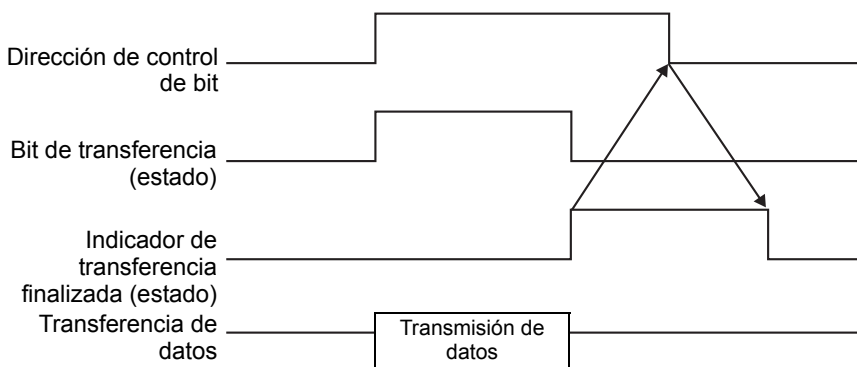 Dirección de control
de bit
Bit de transferencia
(estado)
Indicador de
transferencia
finalizada (estado)
Transferencia de
datos
Transmisión de
datos